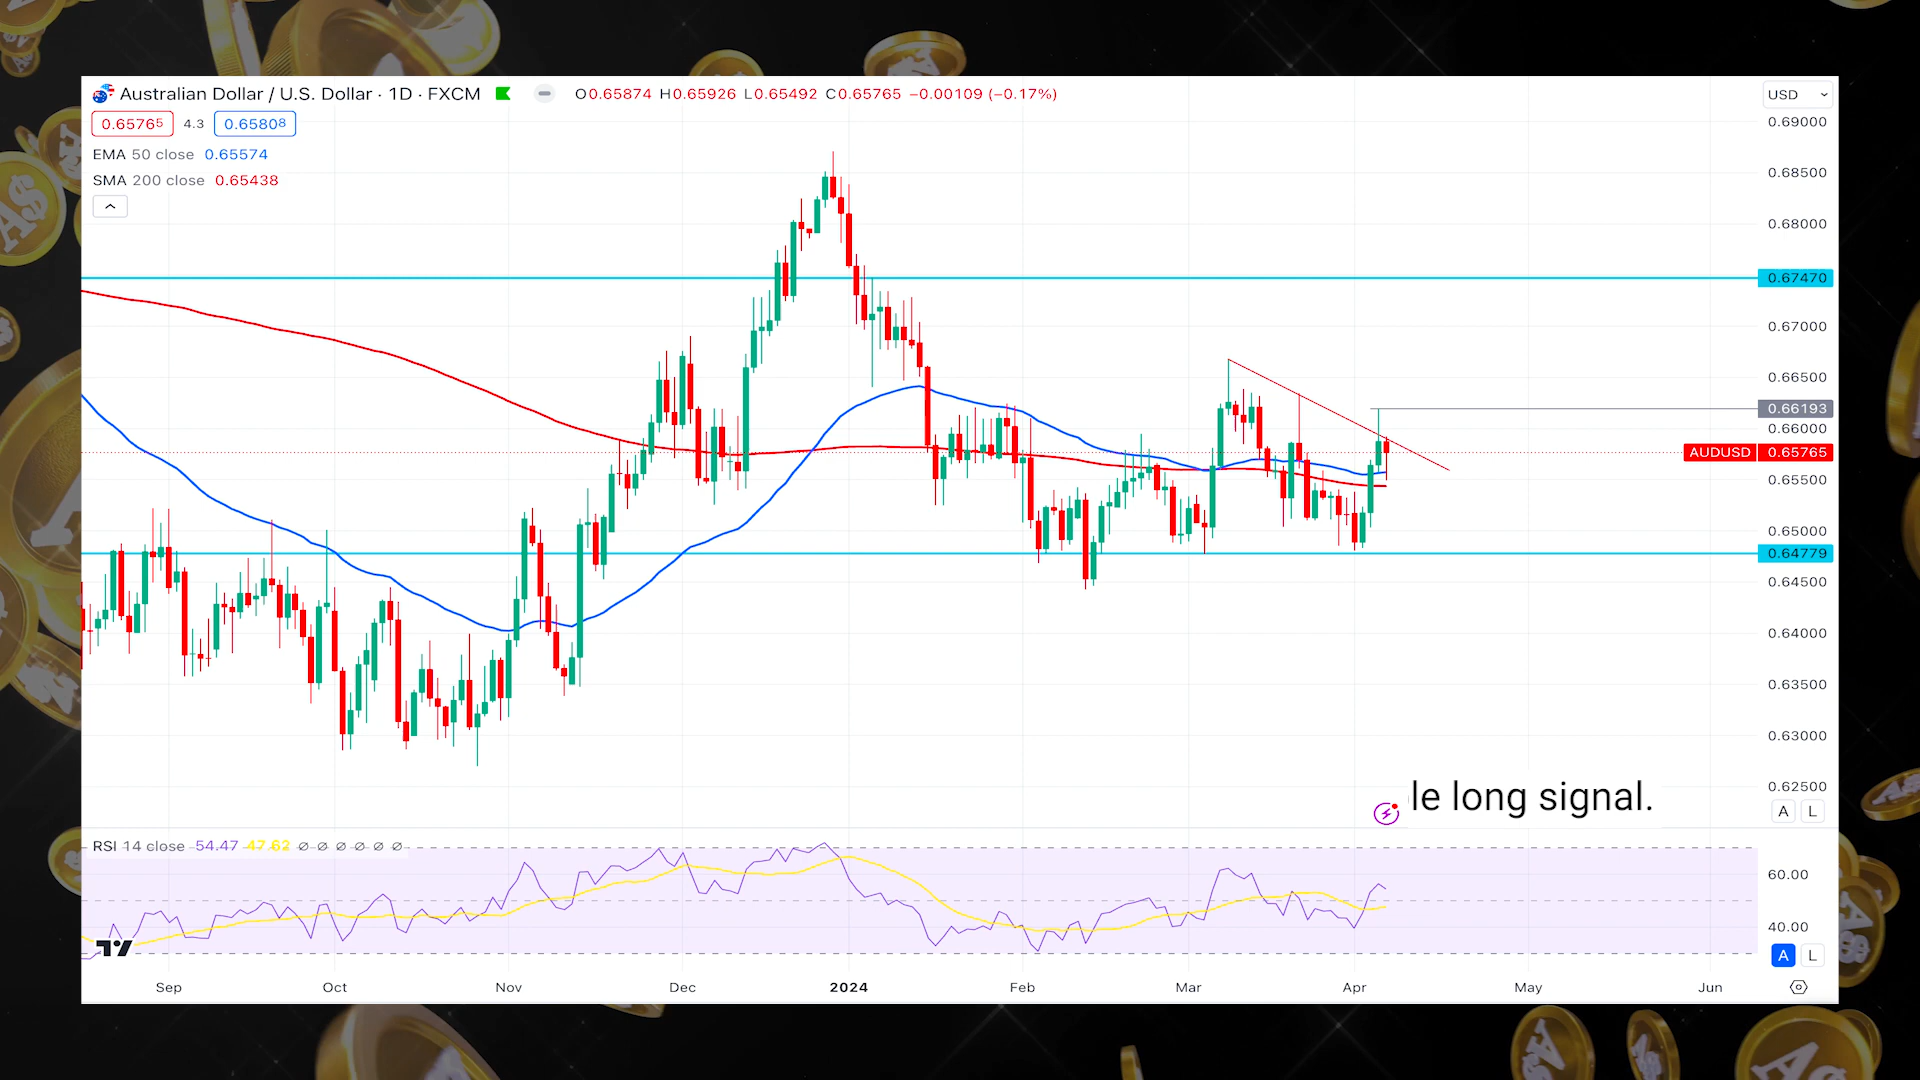 Australian Dollar / U.S. Dollar · 1D · FXCM
O0.65874 H0.65926 L0.65492 C0.65765 −0.00109 (−0.17%)
USD
0.65765 4.3 0.65808
EMA 50 close 0.65574
SMA 200 close 0.65438
0.69000
0.68500
0.68000
0.67470
0.67000
0.66500
0.66193
0.66000
AUDUSD 0.65765
0.65500
0.65000
0.64779
0.64500
0.64000
0.63500
0.63000
0.62500
le long signal.
A L
RSI 14 close 54.47 47.62 ∅ ∅ ∅ ∅ ∅ ∅
60.00
40.00
A L
Sep Oct Nov Dec 2024 Feb Mar Apr May Jun